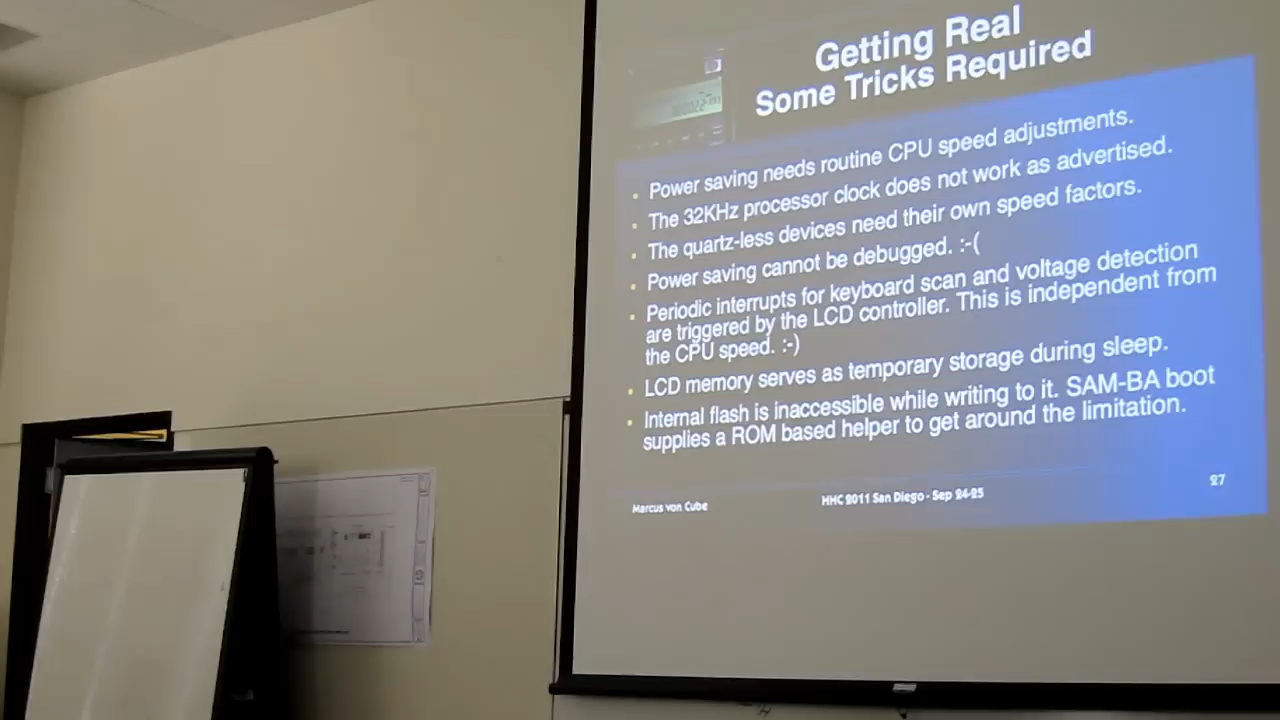 Getting Real
Some Tricks Required
Power saving needs routine CPU speed adjustments.
The 32KHz processor clock does not work as advertised.
The quartz-less devices need their own speed factors.
Power saving cannot be debugged. :-(
Periodic interrupts for keyboard scan and voltage detection
are triggered by the LCD controller. This is independent from
the CPU speed. :-)
LCD memory serves as temporary storage during sleep.
Internal flash is inaccessible while writing to it. SAM-BA boot
supplies a ROM based helper to get around the limitation.
Marcus von Cube
HHC 2011 San Diego - Sep 24-25
27